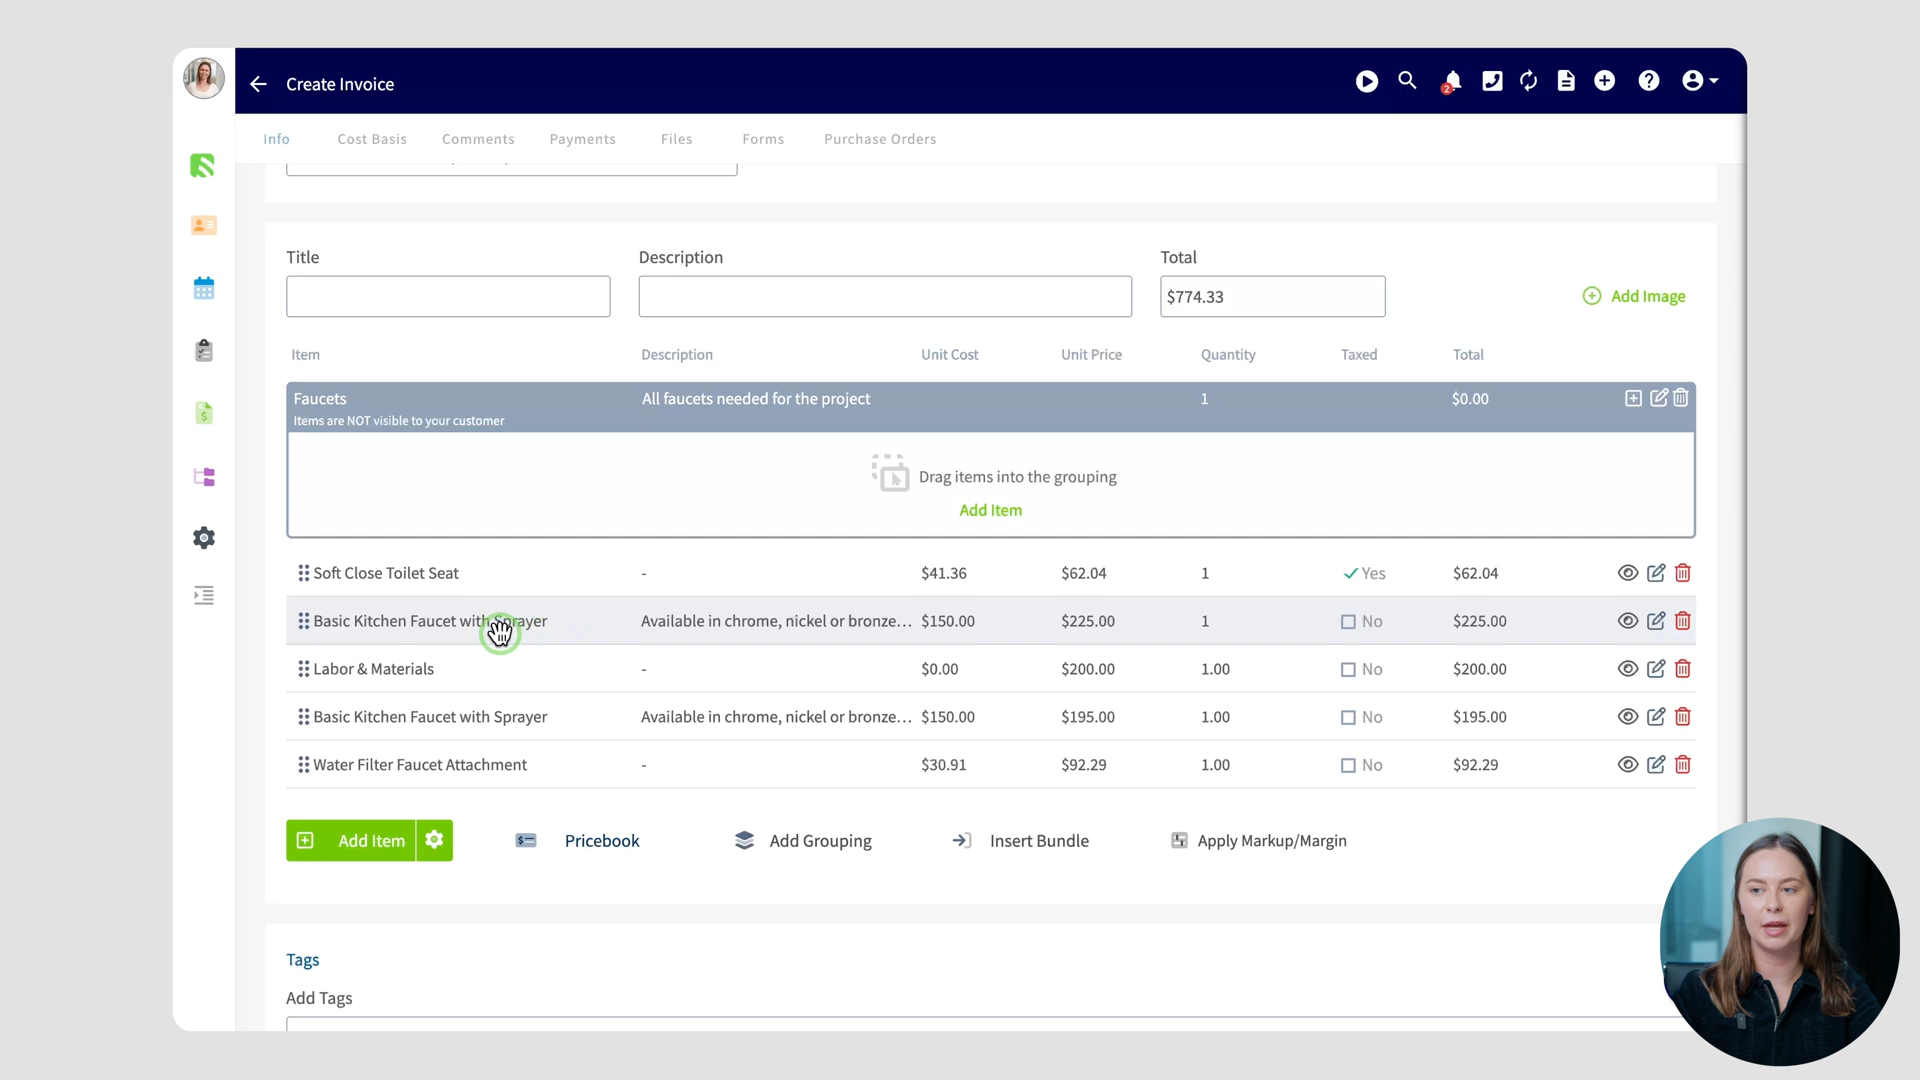 Create Invoice
2
Info Cost Basis Comments Payments Files Forms Purchase Orders
Title Description Total
$774.33 Add Image
Item Description Unit Cost Unit Price Quantity Taxed Total
Faucets All faucets needed for the project 1 $0.00
Items are NOT visible to your customer
Drag items into the grouping
Add Item
Soft Close Toilet Seat - $41.36 $62.04 1 Yes $62.04
Basic Kitchen Faucet with Sprayer Available in chrome, nickel or bronze... $150.00 $225.00 1 No $225.00
Labor & Materials - $0.00 $200.00 1.00 No $200.00
Basic Kitchen Faucet with Sprayer Available in chrome, nickel or bronze... $150.00 $195.00 1.00 No $195.00
Water Filter Faucet Attachment - $30.91 $92.29 1.00 No $92.29
Add Item Pricebook Add Grouping Insert Bundle Apply Markup/Margin
Tags
Add Tags